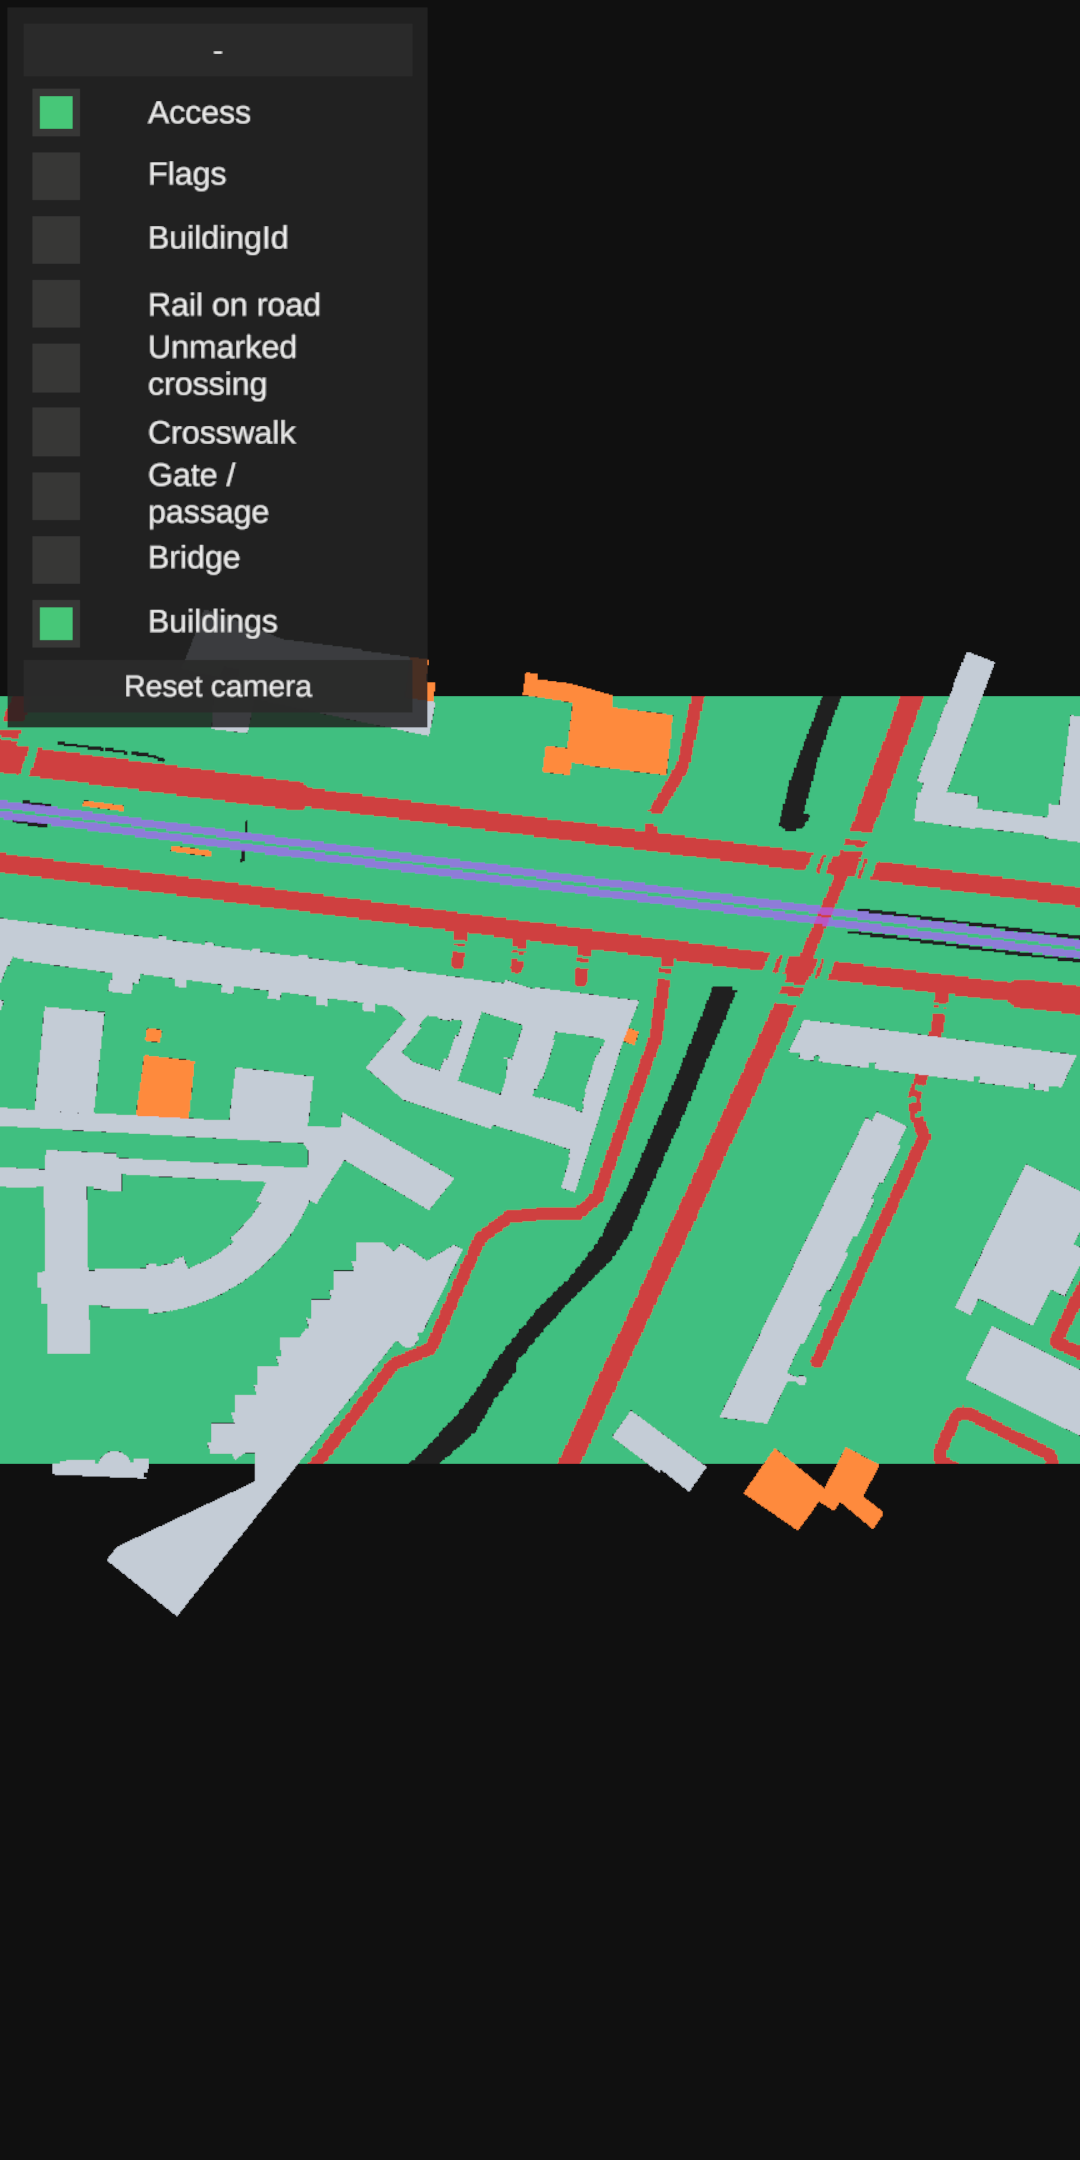 -
Access
Flags
BuildingId
Rail on road
Unmarked
crossing
Crosswalk
Gate /
passage
Bridge
Buildings
Reset camera